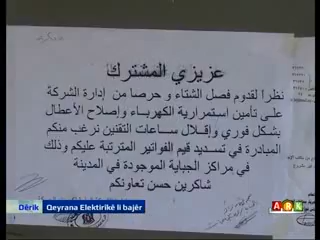 عزيزي المشترك
نظراً لقدوم فصل الشتاء و حرصا من إدارة الشركة
على تأمين استمرارية الكهرباء وإصلاح الأعطال
بشكل فوري وإقلال ساعات التقنين نرغب منكم
المبادرة في تسديد قيم الفواتير المترتبة عليكم وذلك
في مراكز الجباية الموجودة في المدينة
شاكرين حسن تعاونكم
Dêrik Qeyrana Elektirîkê li bajêr